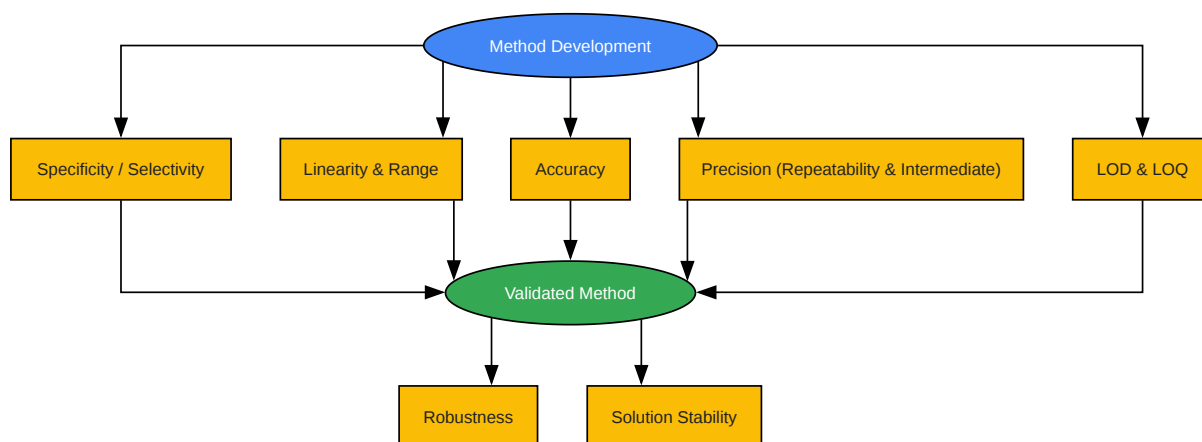 Method Development
Specificity / Selectivity
Linearity & Range
Accuracy
Precision (Repeatability & Intermediate)
LOD & LOQ
Validated Method
Robustness
Solution Stability